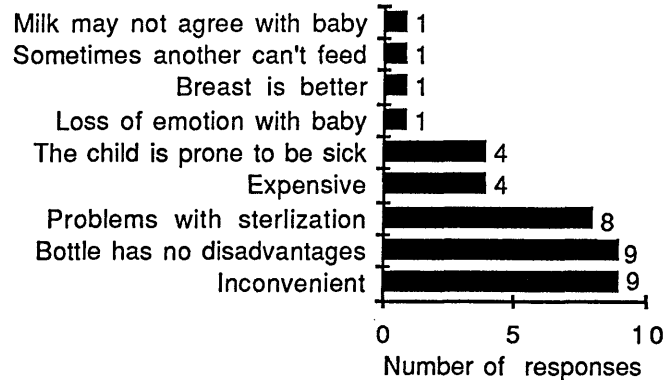 Milk may not agree with baby 1
Sometimes another can't feed 1
Breast is better 1
Loss of emotion with baby 1
The child is prone to be sick 4
Expensive 4
Problems with sterlization 8
Bottle has no disadvantages 9
Inconvenient 9
0 5 10
Number of responses